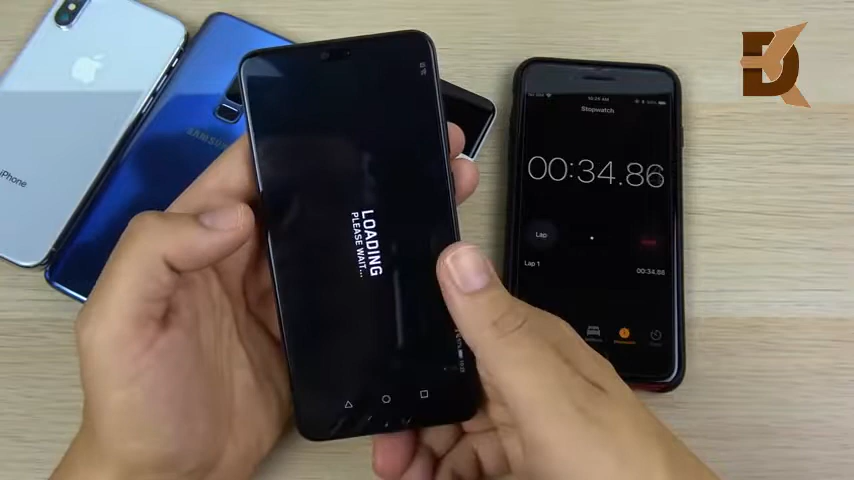 iPhone
SAMSUNG
LOADING
PLEASE WAIT...
Stopwatch
00:34.86
Lap
Lap 1
00:34.86